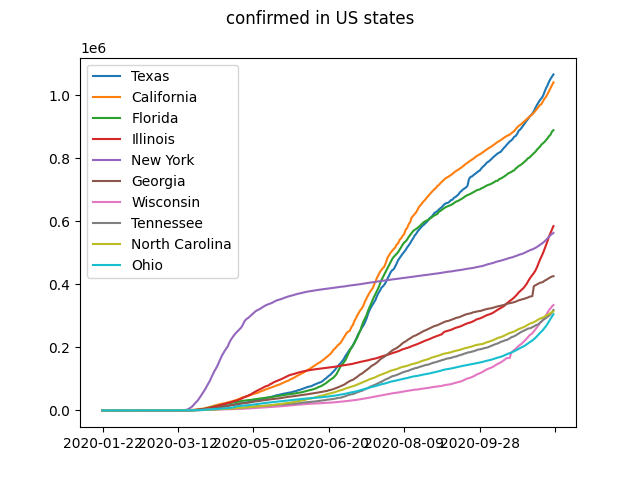 confirmed in US states
1e6
1.0
0.8
0.6
0.4
0.2
0.0
Texas
California
Florida
Illinois
New York
Georgia
Wisconsin
Tennessee
North Carolina
Ohio
2020-01-22 2020-03-12 2020-05-01 2020-06-20 2020-08-09 2020-09-28